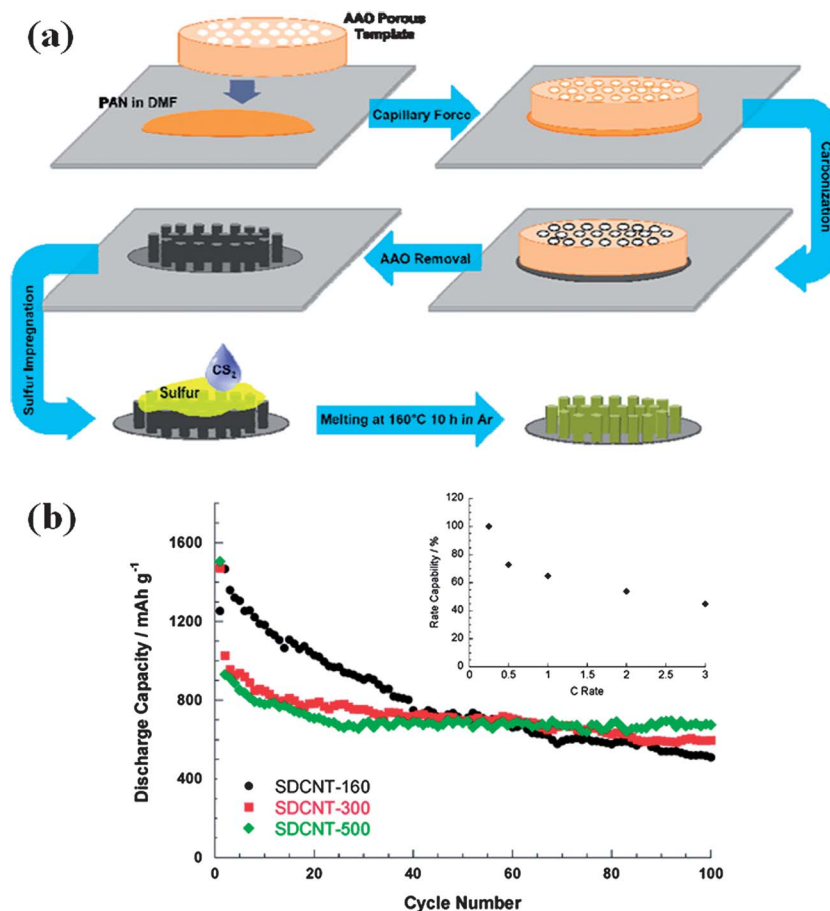 (a)
AAO Porous
Template
PAN in DMF
Capillary Force
Carbonization
AAO Removal
Sulfur Impregnation
CS2
Sulfur
Melting at 160°C 10 h in Ar
(b)
Discharge Capacity / mAh g-1
1600
1200
800
400
0
0 20 40 60 80 100
Cycle Number
SDCNT-160
SDCNT-300
SDCNT-500
Rate Capability / %
120
100
80
60
40
20
0
0 0.5 1 1.5 2 2.5 3
C Rate